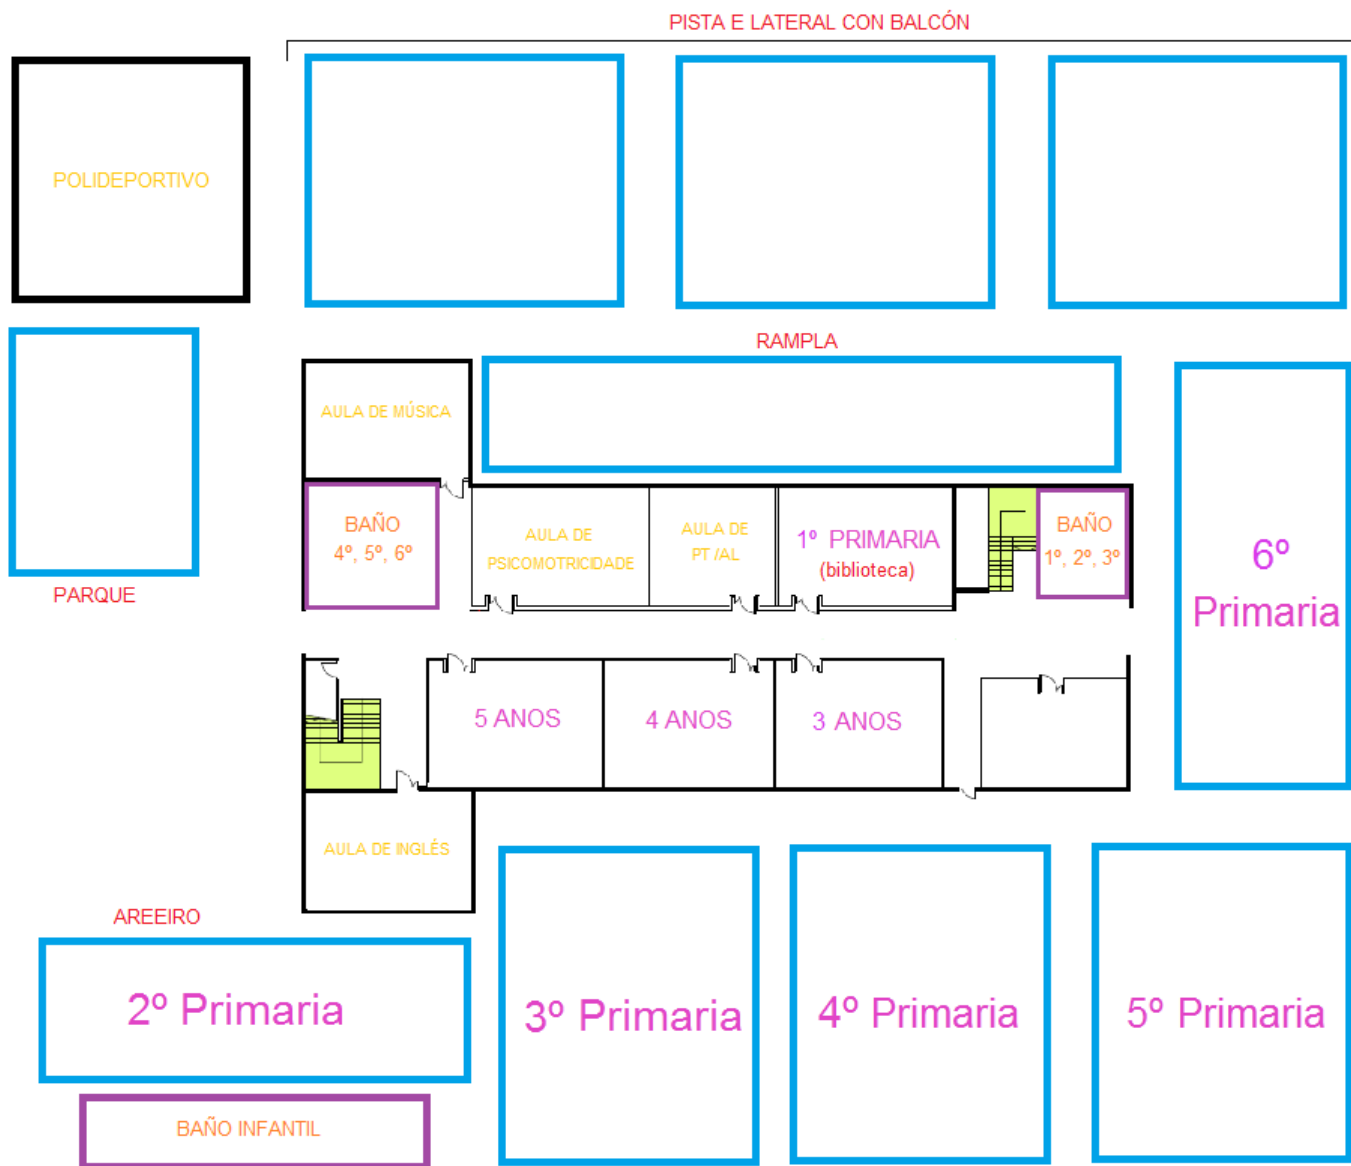 PISTA E LATERAL CON BALCÓN
POLIDEPORTIVO
RAMPLA
AULA DE MÚSICA
PARQUE
BAÑO
4º, 5º, 6º
AULA DE
PSICOMOTRICIDADE
AULA DE
PT /AL
1º PRIMARIA
(biblioteca)
BAÑO
1º, 2º, 3º
6º
Primaria
5 ANOS
4 ANOS
3 ANOS
AULA DE INGLÉS
AREEIRO
2º Primaria
3º Primaria
4º Primaria
5º Primaria
BAÑO INFANTIL